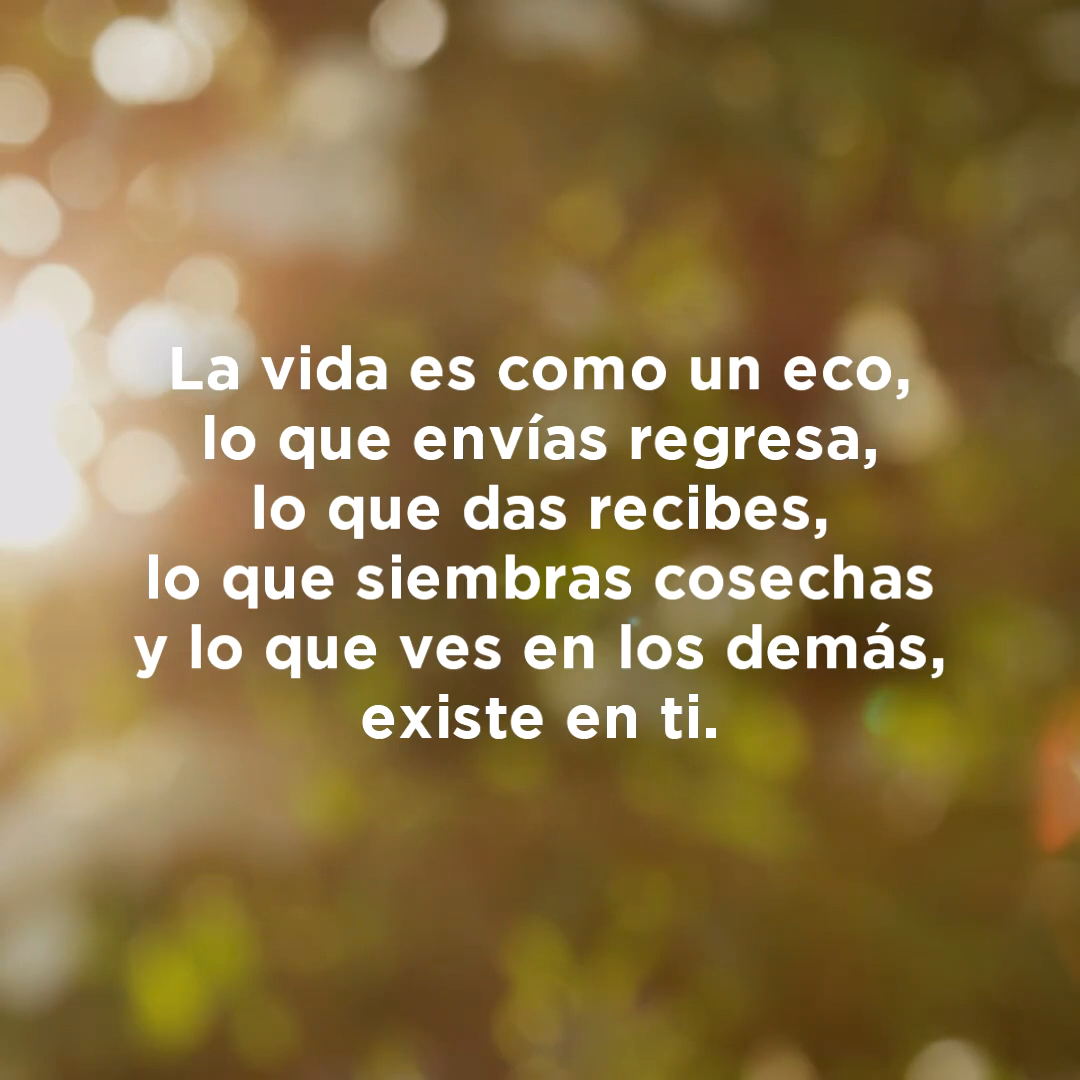 La vida es como un eco,
lo que envías regresa,
lo que das recibes,
lo que siembras cosechas
y lo que ves en los demás,
existe en ti.